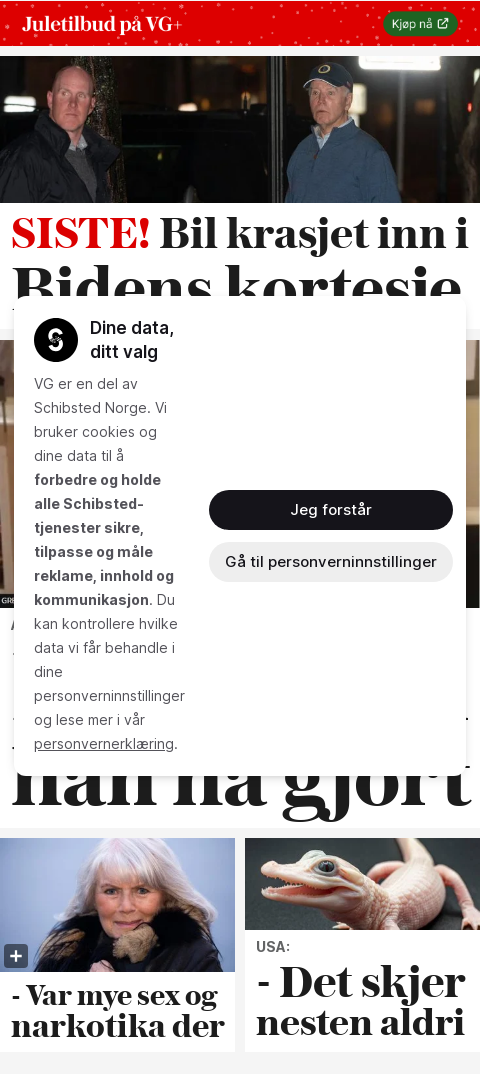 Juletilbud på VG+
Kjøp nå
SISTE! Bil krasjet inn i
Bidens kortesje
Dine data,
ditt valg
VG er en del av
Schibsted Norge. Vi
bruker cookies og
dine data til å
forbedre og holde
alle Schibsted-
tjenester sikre,
tilpasse og måle
reklame, innhold og
kommunikasjon. Du
kan kontrollere hvilke
data vi får behandle i
dine
personverninnstillinger
og lese mer i vår
personvernerklæring.
Jeg forstår
Gå til personverninnstillinger
han nå gjort
- Var mye sex og
narkotika der
USA:
- Det skjer
nesten aldri